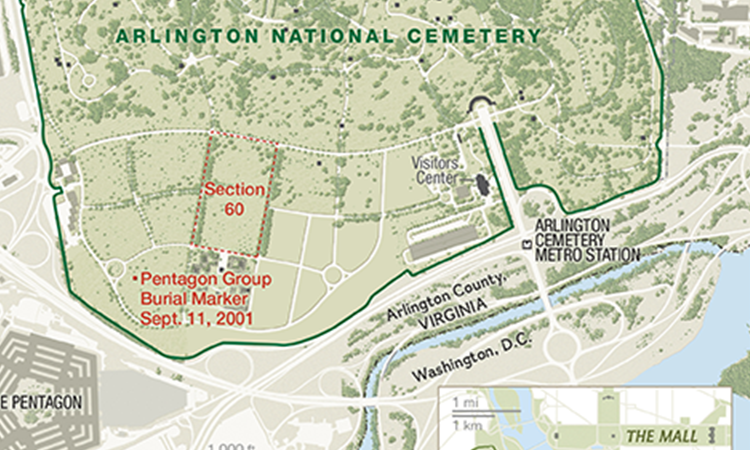 ARLINGTON NATIONAL CEMETERY
Visitors
Center
Section
60
ARLINGTON
CEMETERY
METRO STATION
Pentagon Group
Burial Marker
Sept. 11, 2001
Arlington County,
VIRGINIA
Washington, D.C.
E PENTAGON
1 mi
1 km
THE MALL
1,000 ft